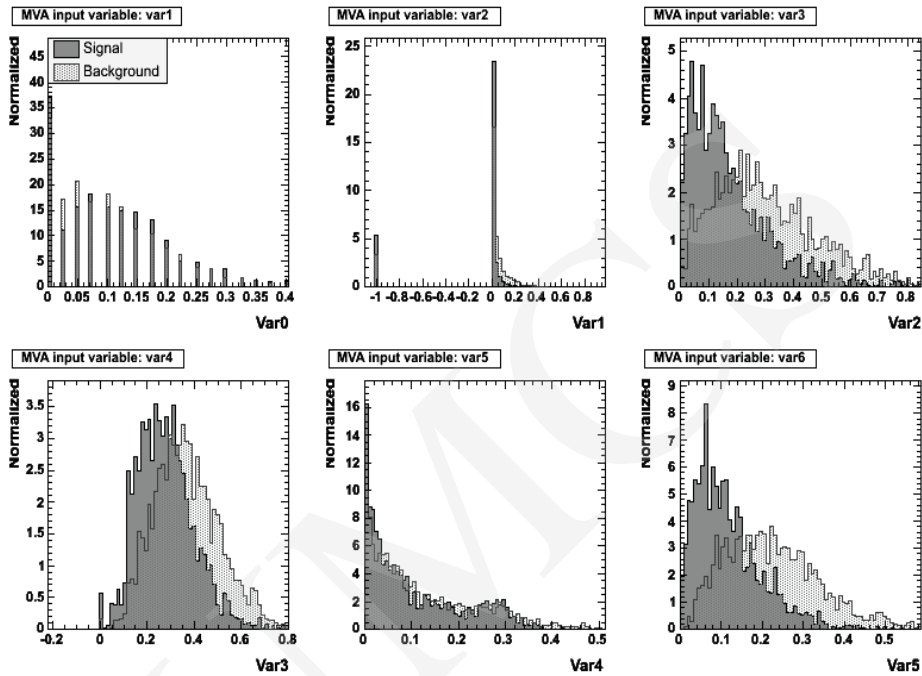 MVA input variable: var1
Normalized
45
40
35
30
25
20
15
10
5
0
Signal
Background
0 0.05 0.1 0.15 0.2 0.25 0.3 0.35 0.4
Var0
MVA input variable: var2
Normalized
25
20
15
10
5
0
-1 -0.8 -0.6 -0.4 -0.2 0 0.2 0.4 0.6 0.8
Var1
MVA input variable: var3
Normalized
5
4
3
2
1
0
0 0.1 0.2 0.3 0.4 0.5 0.6 0.7 0.8
Var2
MVA input variable: var4
Normalized
3.5
3
2.5
2
1.5
1
0.5
0
-0.2 0 0.2 0.4 0.6 0.8
Var3
MVA input variable: var5
Normalized
16
14
12
10
8
6
4
2
0
0 0.1 0.2 0.3 0.4 0.5
Var4
MVA input variable: var6
Normalized
9
8
7
6
5
4
3
2
1
0
0 0.1 0.2 0.3 0.4 0.5
Var5